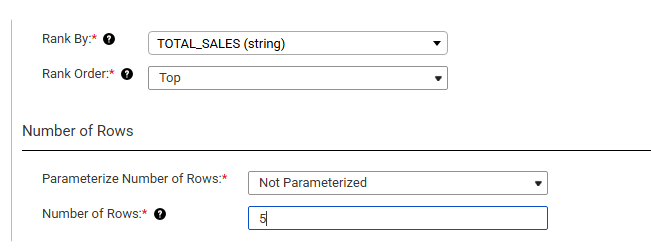 Rank By:* ? TOTAL_SALES (string)
Rank Order:* ? Top
Number of Rows
Parameterize Number of Rows:* Not Parameterized
Number of Rows:* ? 5